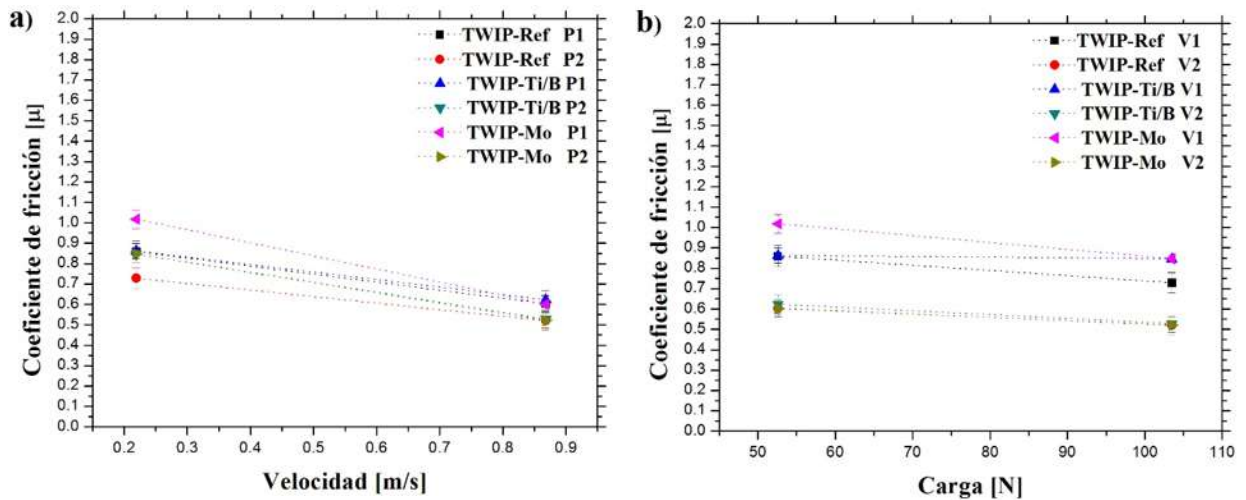 a)
2.0
1.9
1.8
1.7
1.6
1.5
1.4
1.3
1.2
1.1
1.0
0.9
0.8
0.7
0.6
0.5
0.4
0.3
0.2
0.1
0.0
Coeficiente de fricción [μ]
TWIP-Ref P1
TWIP-Ref P2
TWIP-Ti/B P1
TWIP-Ti/B P2
TWIP-Mo P1
TWIP-Mo P2
0.2 0.3 0.4 0.5 0.6 0.7 0.8 0.9
Velocidad [m/s]
b)
2.0
1.9
1.8
1.7
1.6
1.5
1.4
1.3
1.2
1.1
1.0
0.9
0.8
0.7
0.6
0.5
0.4
0.3
0.2
0.1
0.0
Coeficiente de fricción [μ]
TWIP-Ref V1
TWIP-Ref V2
TWIP-Ti/B V1
TWIP-Ti/B V2
TWIP-Mo V1
TWIP-Mo V2
50 60 70 80 90 100 110
Carga [N]